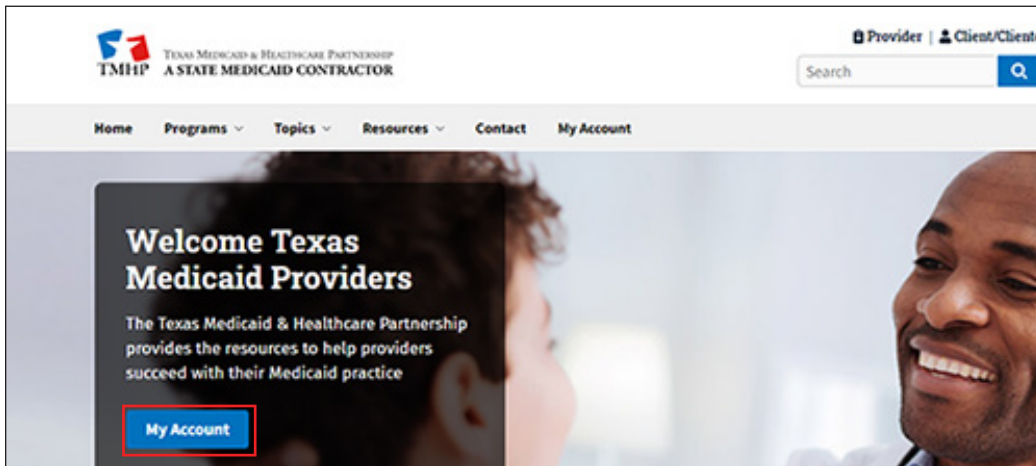 Provider | Client/Client
TMHP
TEXAS MEDICAID & HEALTHCARE PARTNERSHIP
A STATE MEDICAID CONTRACTOR
Search
Home Programs Topics Resources Contact My Account
Welcome Texas
Medicaid Providers
The Texas Medicaid & Healthcare Partnership
provides the resources to help providers
succeed with their Medicaid practice
My Account